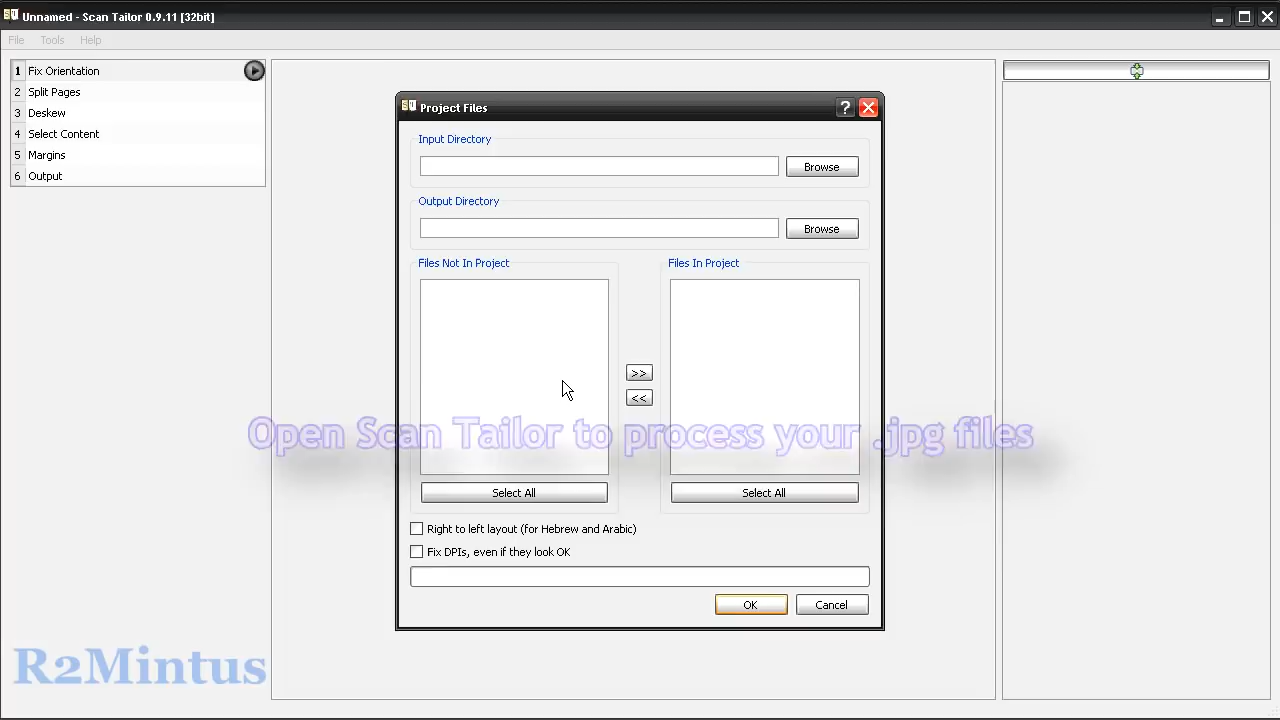 Unnamed - Scan Tailor 0.9.11 [32bit]
File Tools Help
1 Fix Orientation
2 Split Pages
3 Deskew
4 Select Content
5 Margins
6 Output
Project Files
?
Input Directory
Browse
Output Directory
Browse
Files Not In Project
Files In Project
>>
<<
Open Scan Tailor to process your .jpg files
Select All
Select All
Right to left layout (for Hebrew and Arabic)
Fix DPIs, even if they look OK
OK
Cancel
R2Mintus